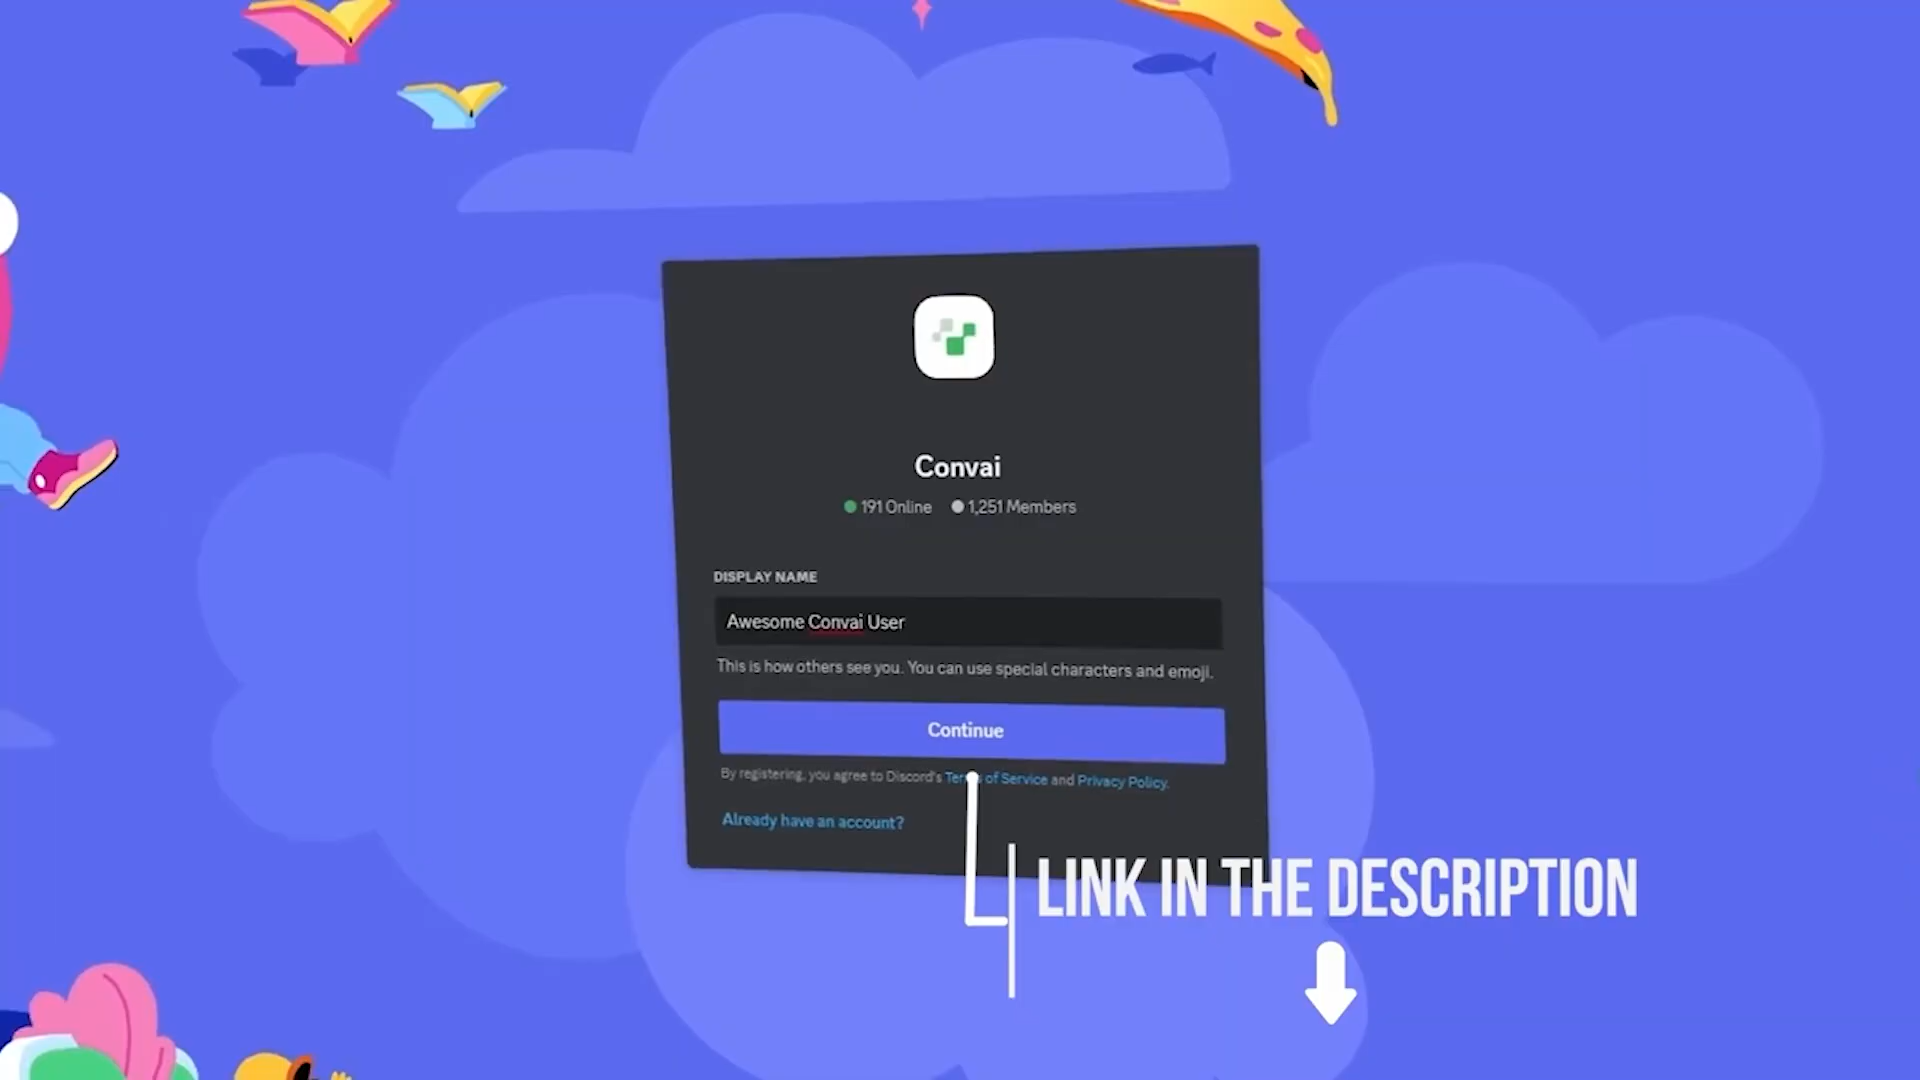 Convai
191 Online 1,251 Members
DISPLAY NAME
Awesome Convai User
This is how others see you. You can use special characters and emoji.
Continue
By registering, you agree to Discord's Terms of Service and Privacy Policy.
Already have an account?
LINK IN THE DESCRIPTION